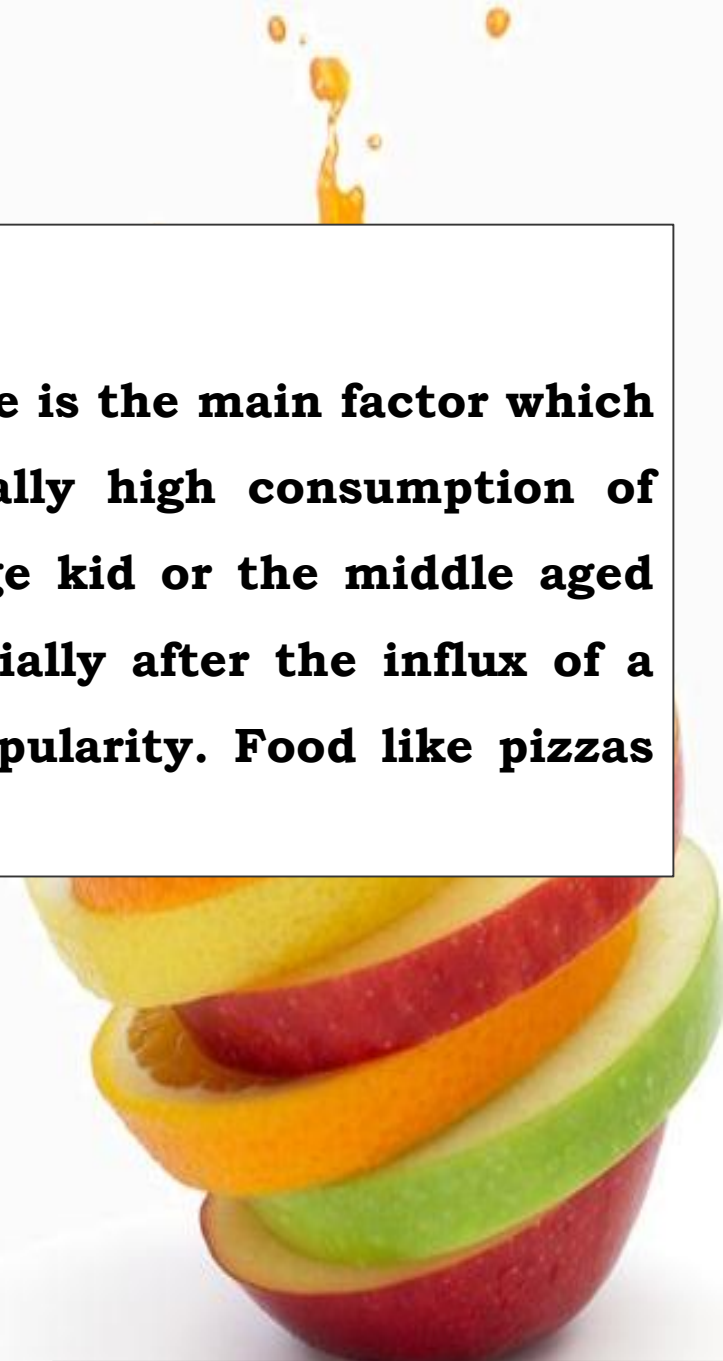 e is the main factor which
ally high consumption of
ge kid or the middle aged
ially after the influx of a
pularity. Food like pizzas